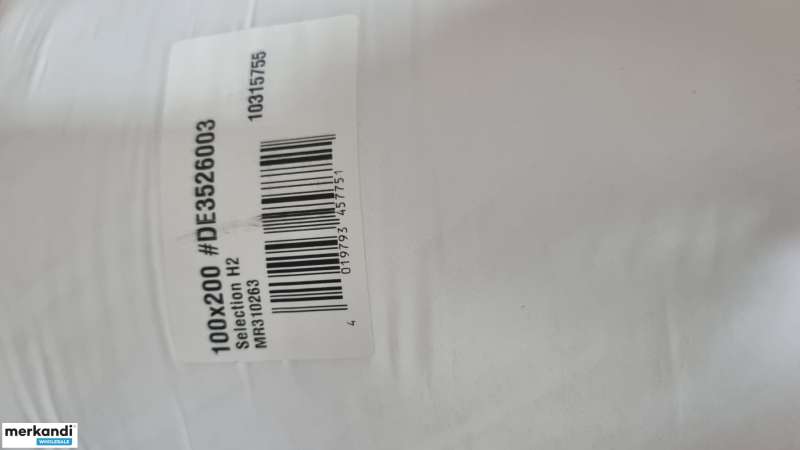 100x200 #DE3526003
Selection H2
MR310263
10315755
4 019793 457751
merkandi
WHOLESALE